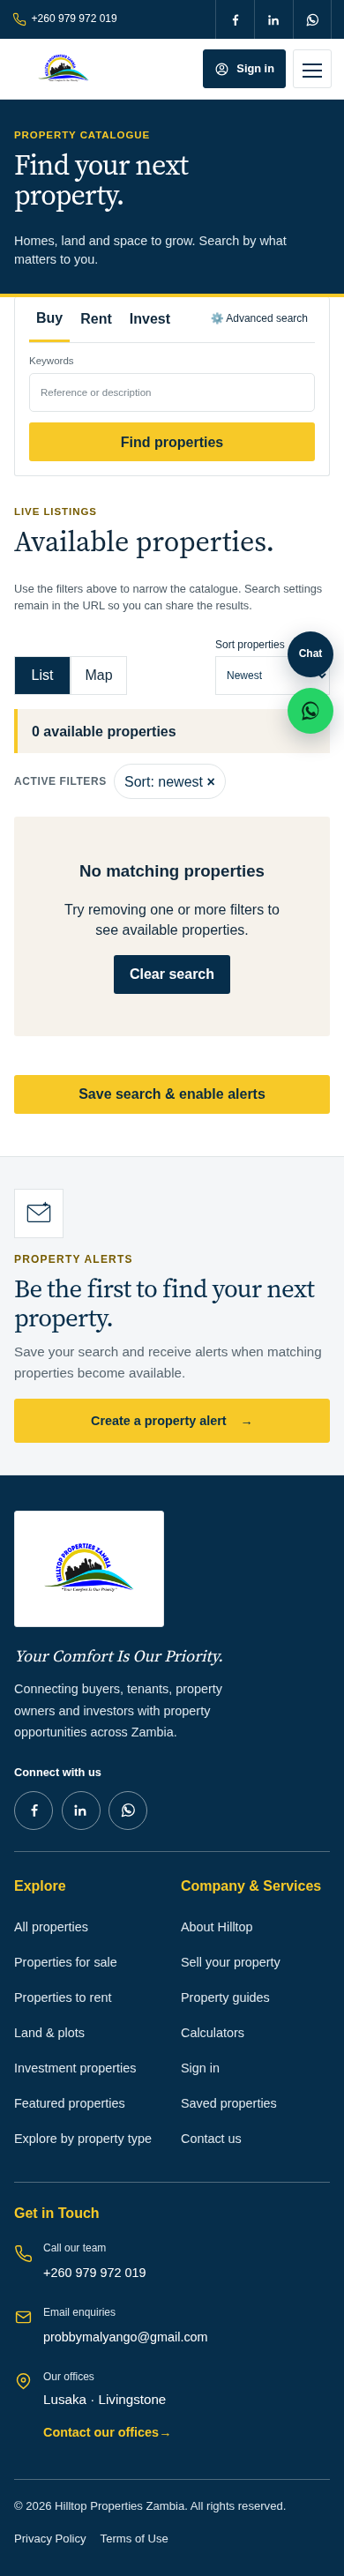 +260 979 972 019
Sign in
PROPERTY CATALOGUE
Find your next
property.
Homes, land and space to grow. Search by what
matters to you.
Buy Rent Invest ⚙️ Advanced search
Keywords
Reference or description
Find properties
LIVE LISTINGS
Available properties.
Use the filters above to narrow the catalogue. Search settings
remain in the URL so you can share the results.
Sort properties
Chat
List Map Newest
0 available properties
ACTIVE FILTERS Sort: newest ×
No matching properties
Try removing one or more filters to
see available properties.
Clear search
Save search & enable alerts
PROPERTY ALERTS
Be the first to find your next
property.
Save your search and receive alerts when matching
properties become available.
Create a property alert →
HILLTOP PROPERTIES ZAMBIA
"Your Comfort Is Our Priority"
Your Comfort Is Our Priority.
Connecting buyers, tenants, property
owners and investors with property
opportunities across Zambia.
Connect with us
Explore
All properties
Properties for sale
Properties to rent
Land & plots
Investment properties
Featured properties
Explore by property type
Company & Services
About Hilltop
Sell your property
Property guides
Calculators
Sign in
Saved properties
Contact us
Get in Touch
Call our team
+260 979 972 019
Email enquiries
probbymalyango@gmail.com
Our offices
Lusaka · Livingstone
Contact our offices→
© 2026 Hilltop Properties Zambia. All rights reserved.
Privacy Policy Terms of Use